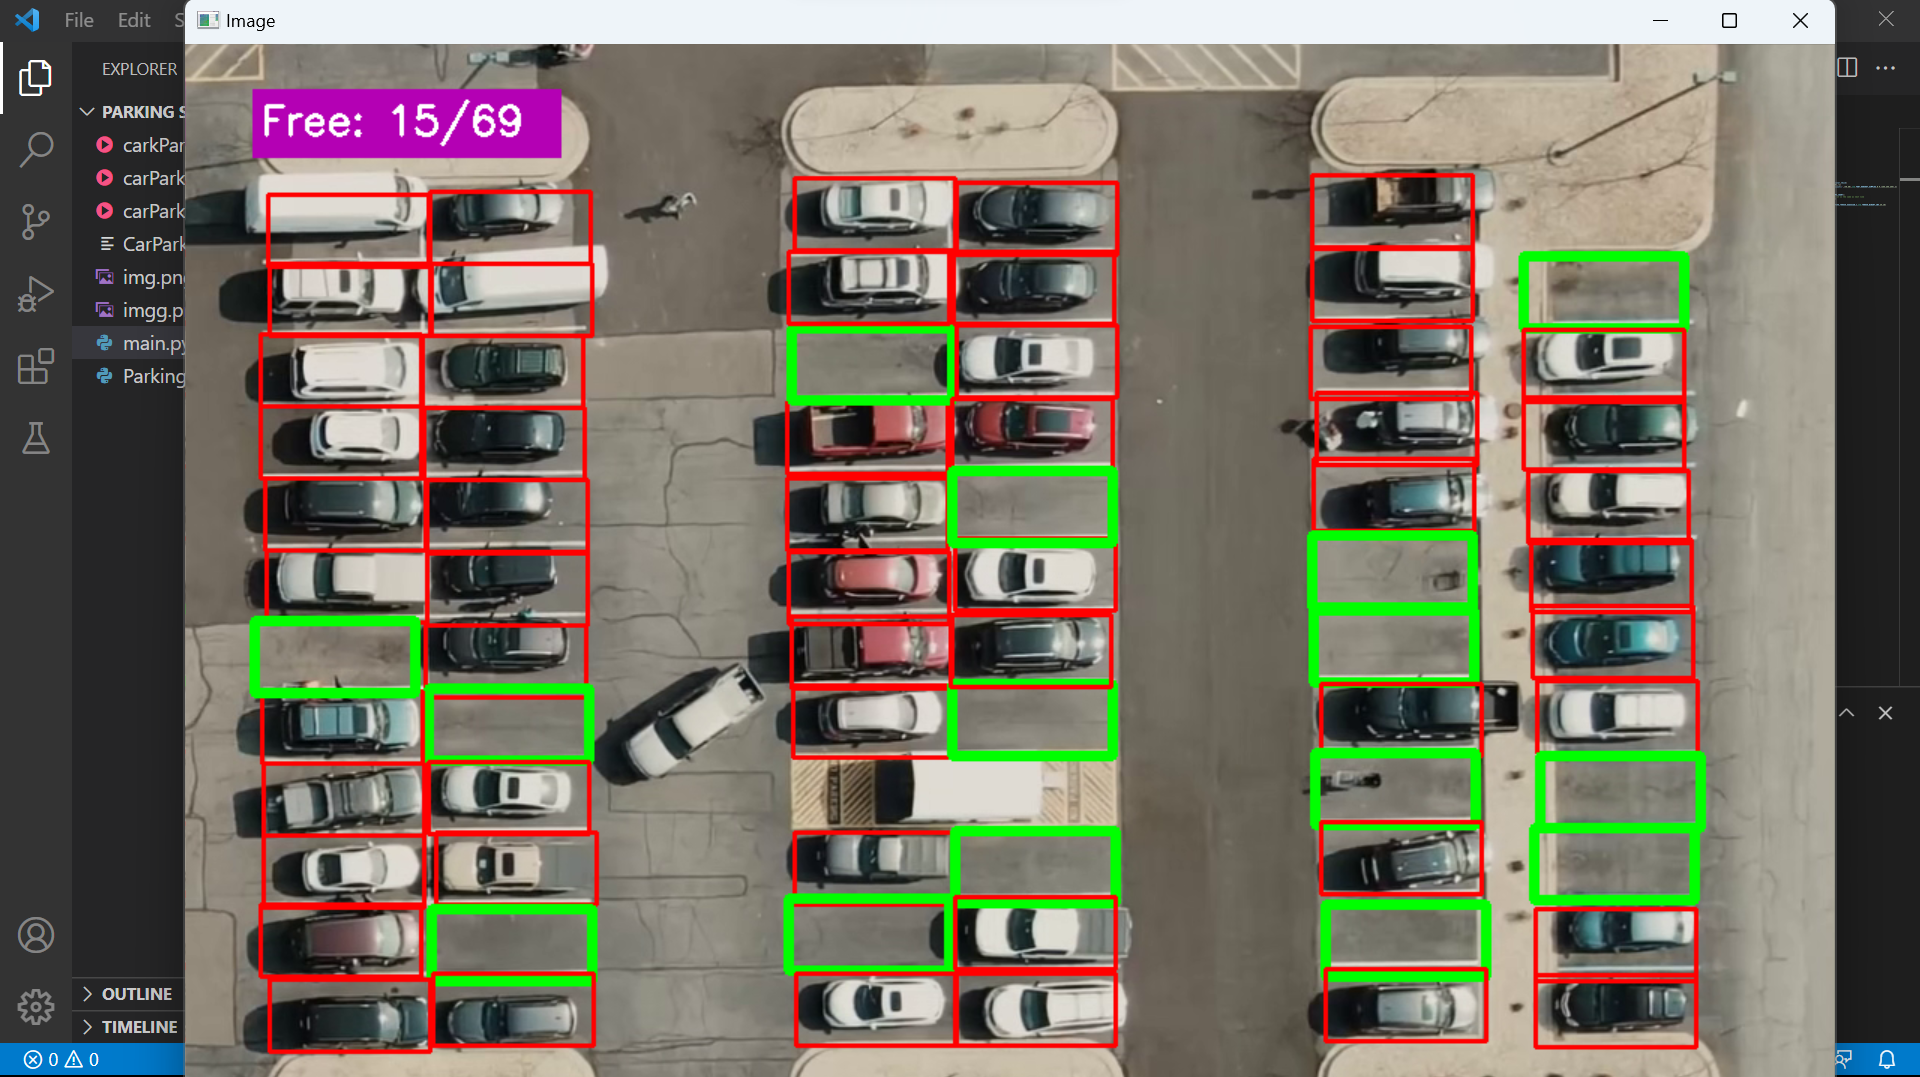 File Edit S
Image
EXPLORER
PARKING S
carkPar
carPark
carPark
CarPark
img.png
imgg.p
main.py
Parking
Free: 15/69
OUTLINE
TIMELINE
0 0